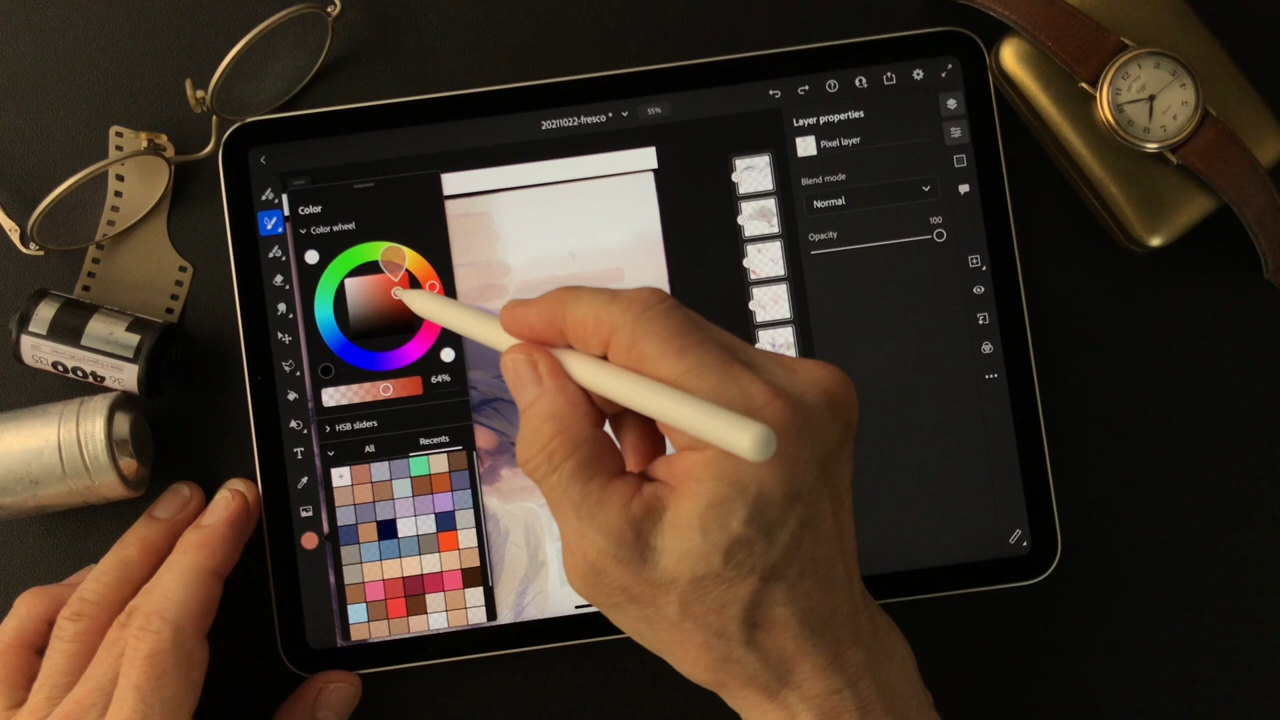 20211022-fresco *
55%
Layer properties
Pixel layer
Blend mode
Normal
Opacity
100
Color
Color wheel
64%
HSB sliders
All
Recents
T
400
36